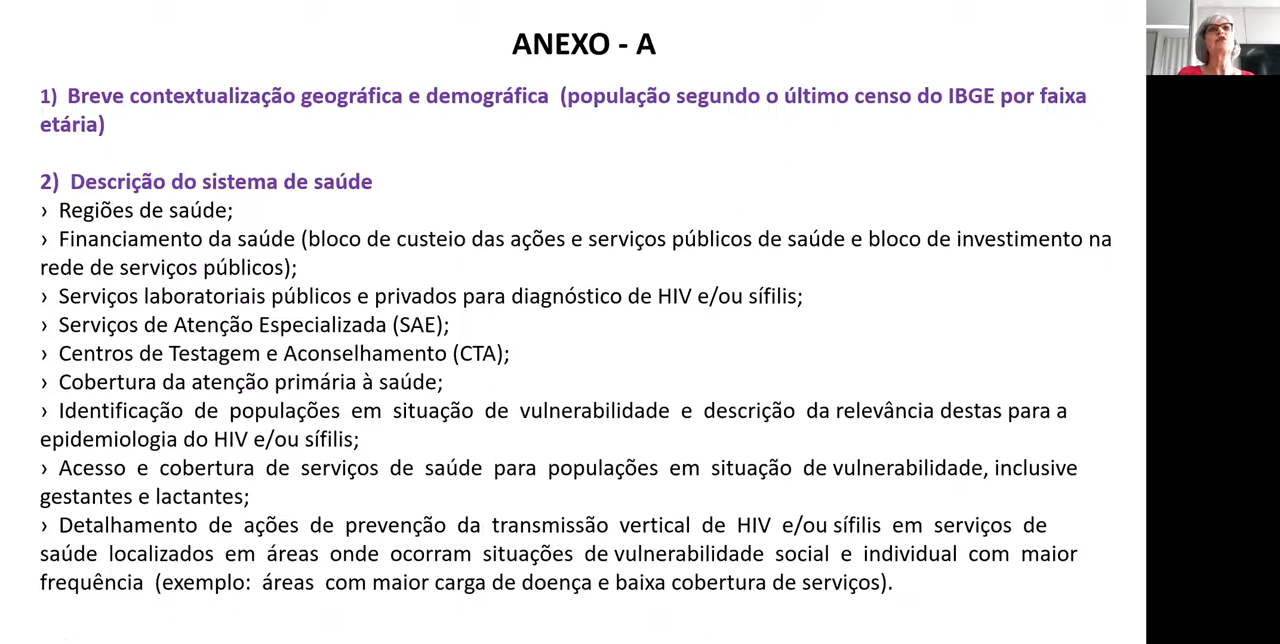 ANEXO - A
1) Breve contextualização geográfica e demográfica (população segundo o último censo do IBGE por faixa
etária)
2) Descrição do sistema de saúde
› Regiões de saúde;
› Financiamento da saúde (bloco de custeio das ações e serviços públicos de saúde e bloco de investimento na
rede de serviços públicos);
› Serviços laboratoriais públicos e privados para diagnóstico de HIV e/ou sífilis;
› Serviços de Atenção Especializada (SAE);
› Centros de Testagem e Aconselhamento (CTA);
› Cobertura da atenção primária à saúde;
› Identificação de populações em situação de vulnerabilidade e descrição da relevância destas para a
epidemiologia do HIV e/ou sífilis;
› Acesso e cobertura de serviços de saúde para populações em situação de vulnerabilidade, inclusive
gestantes e lactantes;
› Detalhamento de ações de prevenção da transmissão vertical de HIV e/ou sífilis em serviços de
saúde localizados em áreas onde ocorram situações de vulnerabilidade social e individual com maior
frequência (exemplo: áreas com maior carga de doença e baixa cobertura de serviços).